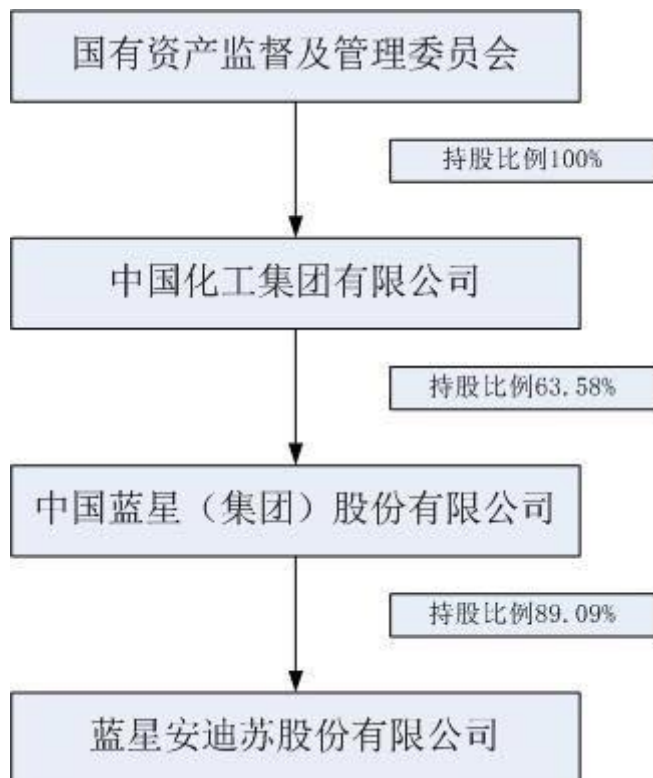 国有资产监督及管理委员会
持股比例100%
中国化工集团有限公司
持股比例63.58%
中国蓝星（集团）股份有限公司
持股比例89.09%
蓝星安迪苏股份有限公司